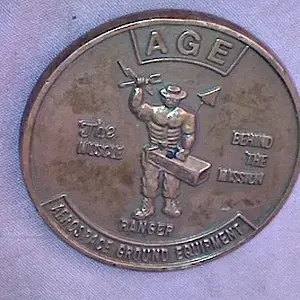 AGE
The
MUSCLE
BEHIND
THE
MISSION
RANGER
AEROSPACE GROUND EQUIPMENT